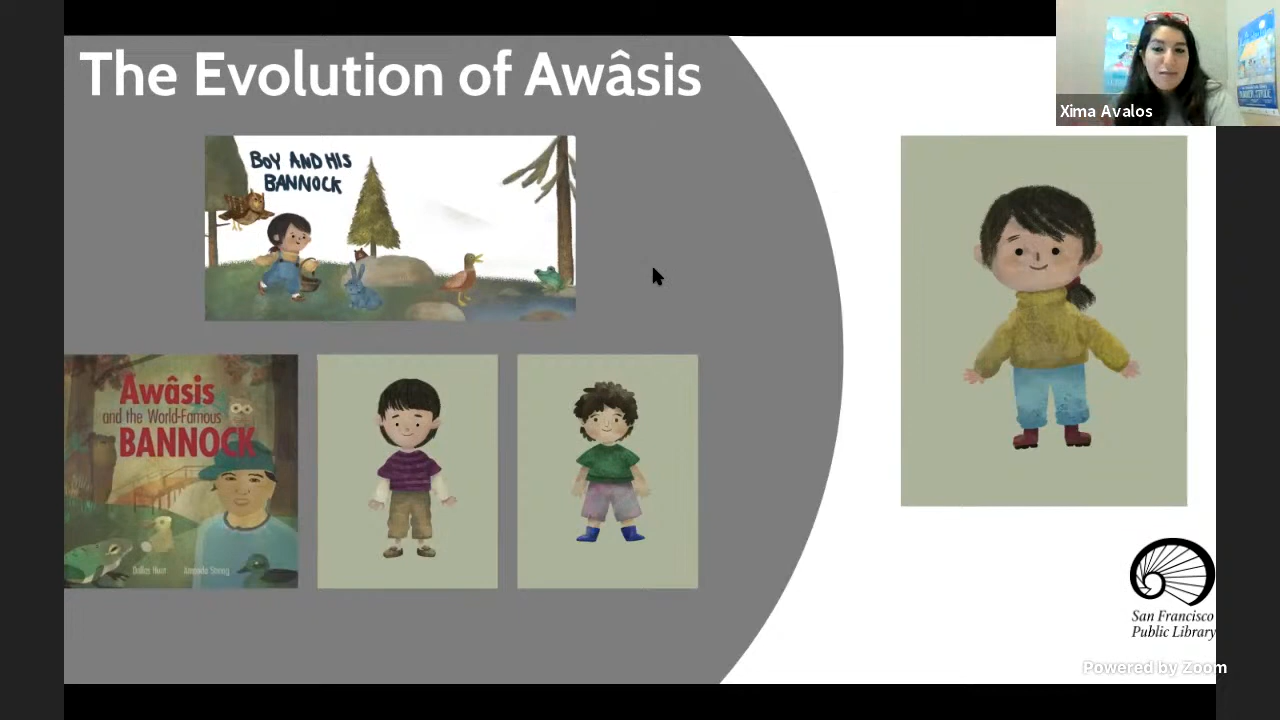 The Evolution of Awâsis
Xima Avalos
BOY AND HIS
BANNOCK
Awâsis
and the World-Famous
BANNOCK
Dallas Hunt
Amanda Strong
San Francisco
Public Library
Powered by Zoom